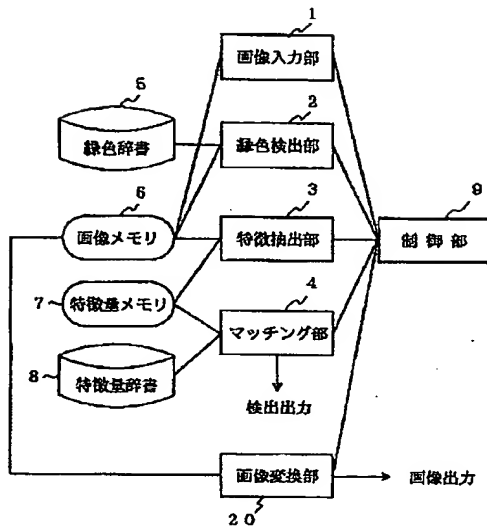 1
画像入力部
5
2
緑色辞書
緑色検出部
6
3
9
画像メモリ
特徴抽出部
制御部
7
特徴量メモリ
4
マッチング部
8
特徴量辞書
検出出力
画像変換部
画像出力
20